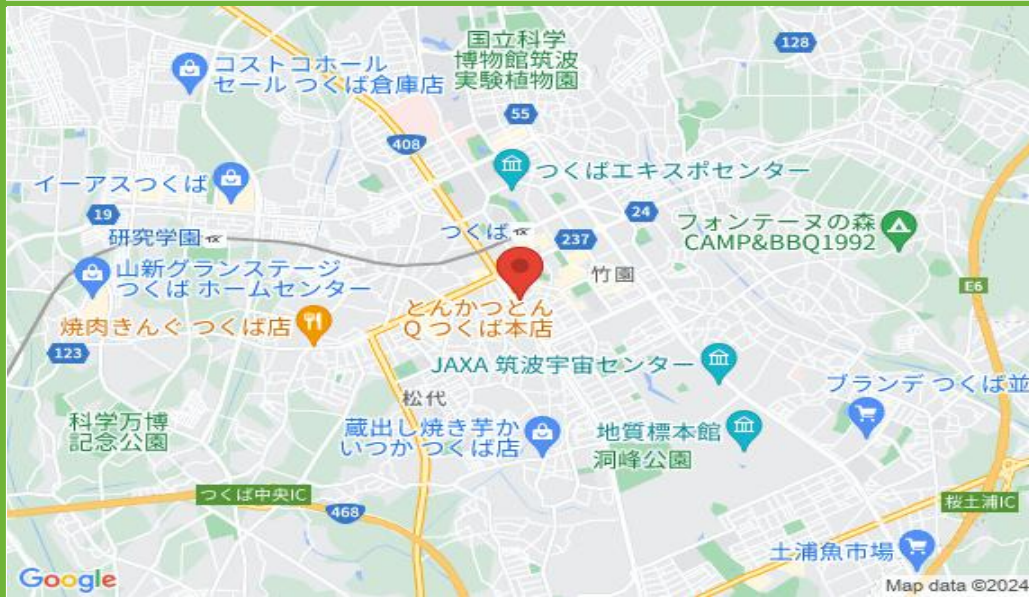 国立科学
博物館筑波
実験植物園
128
コストコホール
セール つくば倉庫店
55
408
つくばエキスポセンター
イーアスつくば
19
24
フォンテーヌの森
CAMP&BBQ1992
研究学園
つくば
237
竹園
山新グランステージ
つくば ホームセンター
E6
とんかつとん
Q つくば本店
焼肉きんぐ つくば店
123
JAXA 筑波宇宙センター
松代
ブランデ つくば並
科学万博
記念公園
蔵出し焼き芋か
いつか つくば店
地質標本館
洞峰公園
つくば中央IC
468
桜土浦IC
土浦魚市場
Google
Map data ©2024